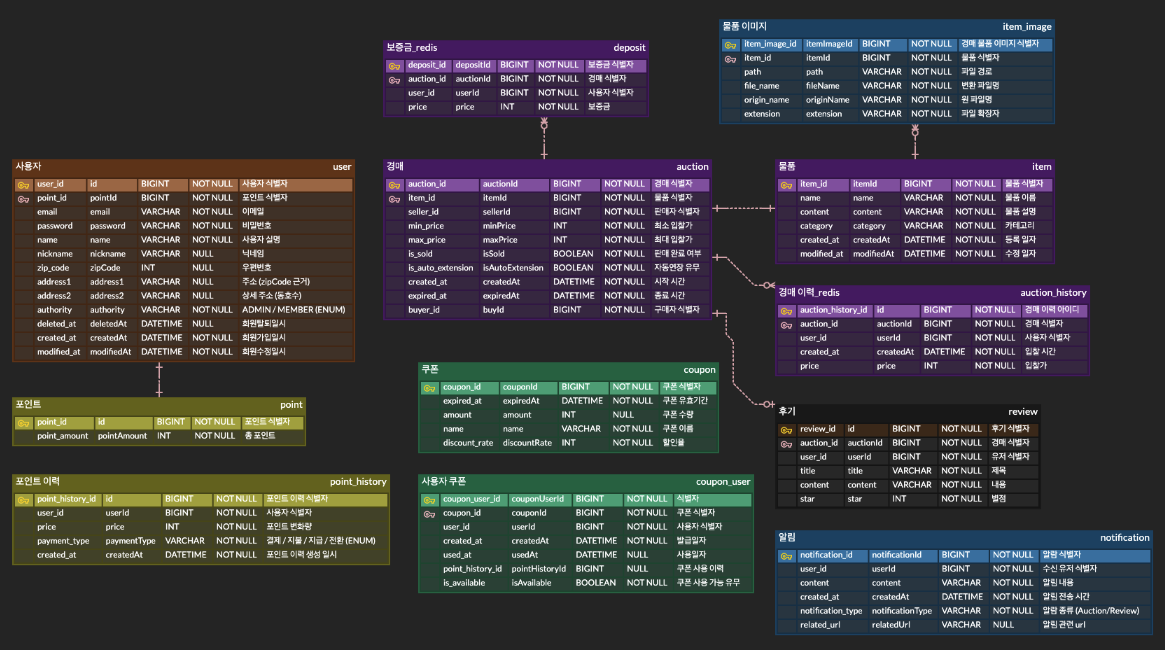 보증금_redis deposit
deposit_id depositId BIGINT NOT NULL 보증금 식별자
auction_id auctionId BIGINT NOT NULL 경매 식별자
user_id userId BIGINT NOT NULL 사용자 식별자
price price INT NOT NULL 보증금
물품 이미지 item_image
item_image_id itemImageId BIGINT NOT NULL 경매 물품 이미지 식별자
item_id itemId BIGINT NOT NULL 물품 식별자
path path VARCHAR NOT NULL 파일 경로
file_name fileName VARCHAR NOT NULL 변환 파일명
origin_name originName VARCHAR NOT NULL 원 파일명
extension extension VARCHAR NOT NULL 파일 확장자
사용자 user
user_id id BIGINT NOT NULL 사용자 식별자
point_id pointId BIGINT NOT NULL 포인트 식별자
email email VARCHAR NOT NULL 이메일
password password VARCHAR NOT NULL 비밀번호
name name VARCHAR NOT NULL 사용자 실명
nickname nickname VARCHAR NULL 닉네임
zip_code zipCode INT NULL 우편번호
address1 address1 VARCHAR NULL 주소 (zipCode 근거)
address2 address2 VARCHAR NULL 상세 주소 (동호수)
authority authority VARCHAR NOT NULL ADMIN / MEMBER (ENUM)
deleted_at deletedAt DATETIME NULL 회원탈퇴일시
created_at createdAt DATETIME NOT NULL 회원가입일시
modified_at modifiedAt DATETIME NOT NULL 회원수정일시
경매 auction
auction_id auctionId BIGINT NOT NULL 경매 식별자
item_id itemId BIGINT NOT NULL 물품 식별자
seller_id sellerId BIGINT NOT NULL 판매자 식별자
min_price minPrice INT NOT NULL 최소 입찰가
max_price maxPrice INT NOT NULL 최대 입찰가
is_sold isSold BOOLEAN NOT NULL 판매 완료 여부
is_auto_extension isAutoExtension BOOLEAN NOT NULL 자동연장 유무
created_at createdAt DATETIME NOT NULL 시작 시간
expired_at expiredAt DATETIME NOT NULL 종료 시간
buyer_id buyId BIGINT NOT NULL 구매자 식별자
물품 item
item_id itemId BIGINT NOT NULL 물품 식별자
name name VARCHAR NOT NULL 물품 이름
content content VARCHAR NOT NULL 물품 설명
category category VARCHAR NOT NULL 카테고리
created_at createdAt DATETIME NOT NULL 등록 일자
modified_at modifiedAt DATETIME NOT NULL 수정 일자
경매 이력_redis auction_history
auction_history_id id BIGINT NOT NULL 경매 이력 아이디
auction_id auctionId BIGINT NOT NULL 경매 식별자
user_id userId BIGINT NOT NULL 사용자 식별자
created_at createdAt DATETIME NOT NULL 입찰 시간
price price INT NOT NULL 입찰가
쿠폰 coupon
coupon_id couponId BIGINT NOT NULL 쿠폰 식별자
expired_at expiredAt DATETIME NOT NULL 쿠폰 유효기간
amount amount INT NULL 쿠폰 수량
name name VARCHAR NOT NULL 쿠폰 이름
discount_rate discountRate INT NOT NULL 할인율
포인트 point
point_id id BIGINT NOT NULL 포인트 식별자
point_amount pointAmount INT NOT NULL 총 포인트
후기 review
review_id id BIGINT NOT NULL 후기 식별자
auction_id auctionId BIGINT NOT NULL 경매 식별자
user_id userId BIGINT NOT NULL 유저 식별자
title title VARCHAR NOT NULL 제목
content content VARCHAR NOT NULL 내용
star star INT NOT NULL 별점
포인트 이력 point_history
point_history_id id BIGINT NOT NULL 포인트 이력 식별자
user_id userId BIGINT NOT NULL 사용자 식별자
price price INT NOT NULL 포인트 변화량
payment_type paymentType VARCHAR NOT NULL 결제 / 지불 / 지급 / 전환 (ENUM)
created_at createdAt DATETIME NOT NULL 포인트 이력 생성 일시
사용자 쿠폰 coupon_user
coupon_user_id couponUserId BIGINT NOT NULL 식별자
coupon_id couponId BIGINT NOT NULL 쿠폰 식별자
user_id userId BIGINT NOT NULL 사용자 식별자
created_at createdAt DATETIME NOT NULL 발급일자
used_at usedAt DATETIME NULL 사용일자
point_history_id pointHistoryId BIGINT NULL 쿠폰 사용 이력
is_available isAvailable BOOLEAN NOT NULL 쿠폰 사용 가능 유무
알림 notification
notification_id notificationId BIGINT NOT NULL 알람 식별자
user_id userId BIGINT NOT NULL 수신 유저 식별자
content content VARCHAR NOT NULL 알림 내용
created_at createdAt DATETIME NOT NULL 알림 전송 시간
notification_type notificationType VARCHAR NOT NULL 알람 종류 (Auction/Review)
related_url relatedUrl VARCHAR NULL 알림 관련 url